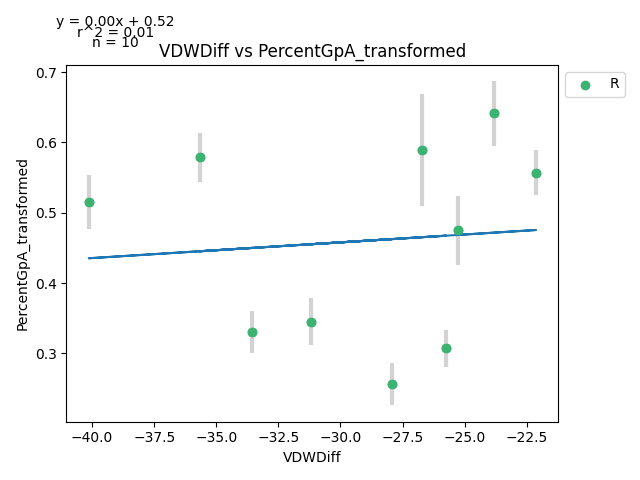 y = 0.00x + 0.52
r^2 = 0.01
n = 10
VDWDiff vs PercentGpA_transformed
R
PercentGpA_transformed
0.7
0.6
0.5
0.4
0.3
−40.0 −37.5 −35.0 −32.5 −30.0 −27.5 −25.0 −22.5
VDWDiff